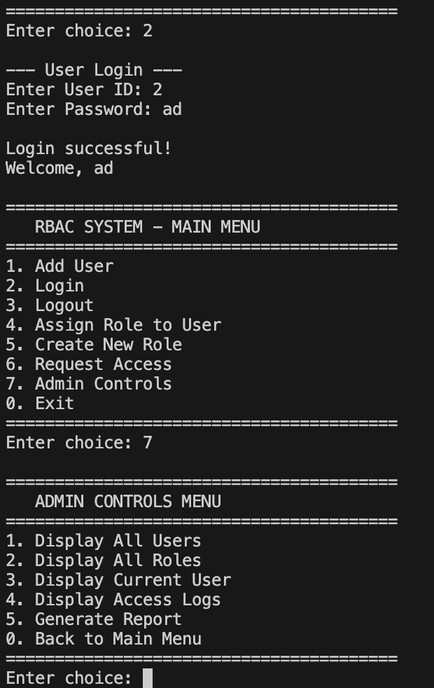 ========================================
Enter choice: 2
--- User Login ---
Enter User ID: 2
Enter Password: ad
Login successful!
Welcome, ad
========================================
RBAC SYSTEM - MAIN MENU
========================================
1. Add User
2. Login
3. Logout
4. Assign Role to User
5. Create New Role
6. Request Access
7. Admin Controls
0. Exit
========================================
Enter choice: 7
========================================
ADMIN CONTROLS MENU
========================================
1. Display All Users
2. Display All Roles
3. Display Current User
4. Display Access Logs
5. Generate Report
0. Back to Main Menu
========================================
Enter choice: